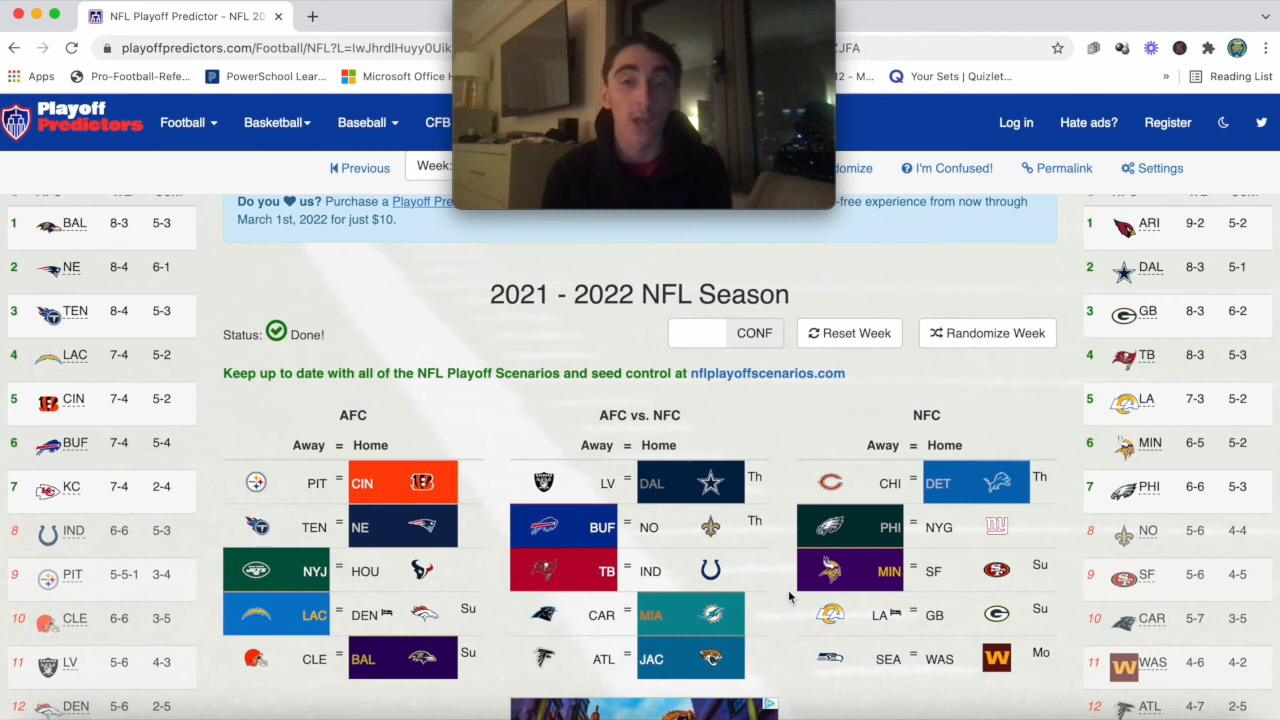 NFL Playoff Predictor - NFL 20
playoffpredictors.com/Football/NFL?L=IwJhrdlHuyy0Uik
JFA
Apps
Pro-Football-Refe...
PowerSchool Lear...
Microsoft Office H
12 - M...
Your Sets | Quizlet...
»
Reading List
Playoff
Predictors
Football
Basketball
Baseball
CFB
Log in
Hate ads?
Register
Previous
Week:
domize
I'm Confused!
Permalink
Settings
Do you us? Purchase a Playoff Pre
-free experience from now through
March 1st, 2022 for just $10.
2021 - 2022 NFL Season
Status: Done!
CONF
Reset Week
Randomize Week
Keep up to date with all of the NFL Playoff Scenarios and seed control at nflplayoffscenarios.com
1 BAL 8-3 5-3
2 NE 8-4 6-1
3 TEN 8-4 5-3
4 LAC 7-4 5-2
5 CIN 7-4 5-2
6 BUF 7-4 5-4
7 KC 7-4 2-4
8 IND 6-6 5-3
9 PIT 5-5-1 3-4
10 CLE 6-6 3-5
11 LV 5-6 4-3
12 DEN 5-6 2-5
AFC
Away = Home
PIT = CIN
TEN = NE
NYJ = HOU
LAC = DEN Su
CLE = BAL Su
AFC vs. NFC
Away = Home
LV = DAL Th
BUF = NO Th
TB = IND
CAR = MIA
ATL = JAC
NFC
Away = Home
CHI = DET Th
PHI = NYG
MIN = SF Su
LA = GB Su
SEA = WAS Mo
1 ARI 9-2 5-2
2 DAL 8-3 5-1
3 GB 8-3 6-2
4 TB 8-3 5-3
5 LA 7-3 5-2
6 MIN 6-5 5-2
7 PHI 6-6 5-3
8 NO 5-6 4-4
9 SF 5-6 4-5
10 CAR 5-7 3-5
11 WAS 4-6 4-2
12 ATL 4-7 2-5